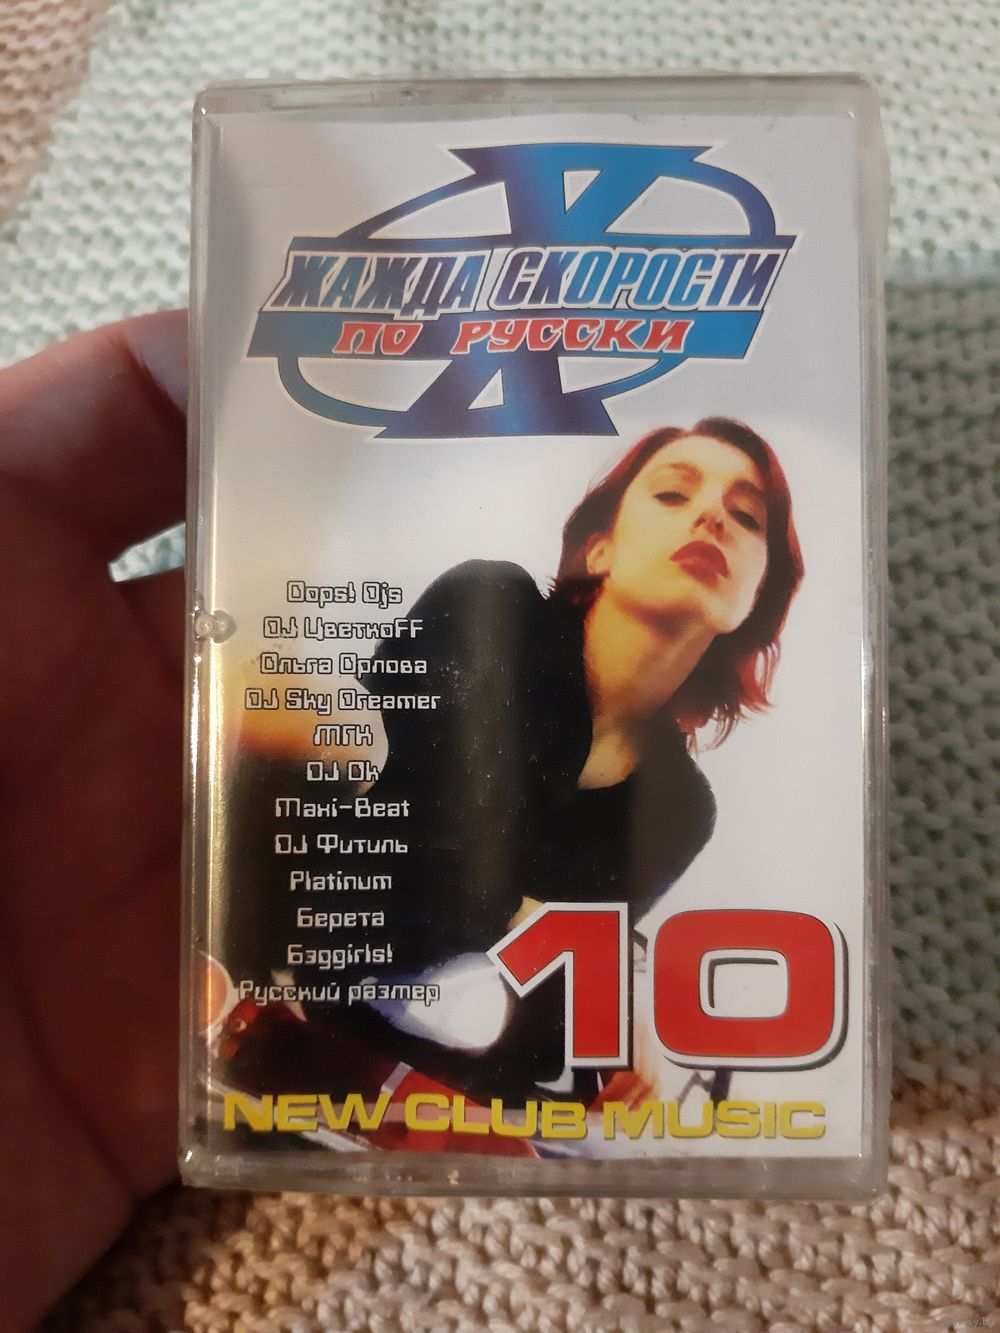 ЖАЖДА СКОРОСТИ
ПО РУССКИ
Oops! Djs
DJ ЦветкоFF
Ольга Орлова
DJ Sky Dreamer
МГК
DJ Ok
Maxi-Beat
DJ Фитиль
Platinum
Берета
Бэggirls!
Русский размер
10
NEW CLUB MUSIC